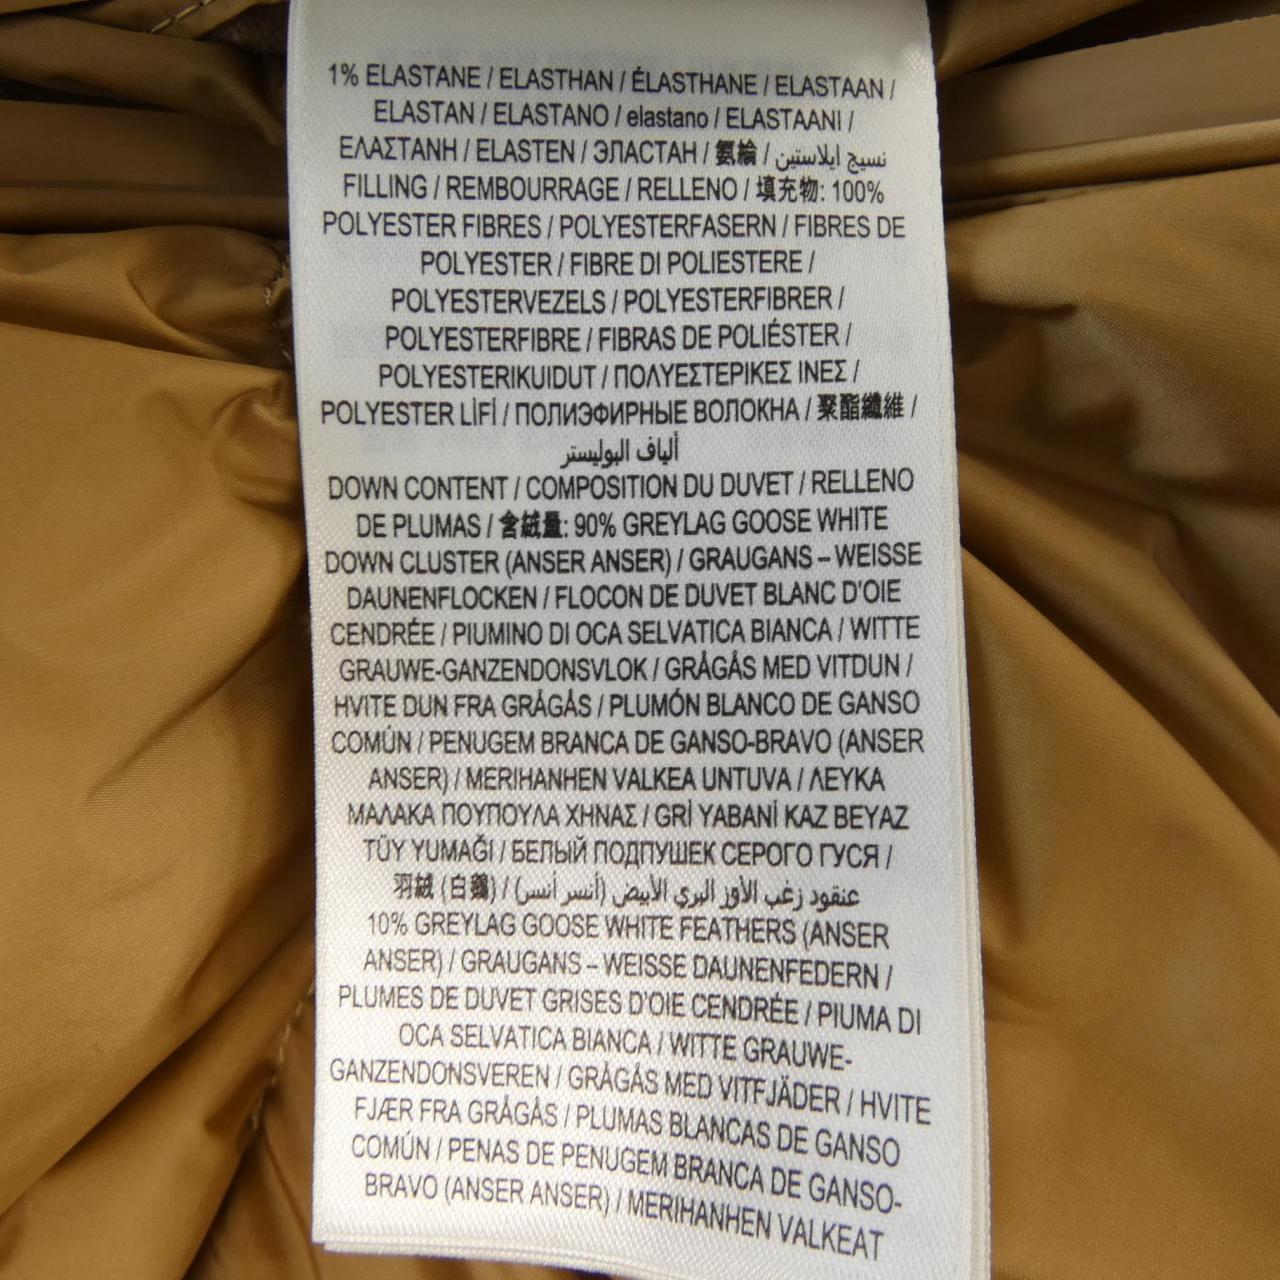 1% ELASTANE / ELASTHAN / ÉLASTHANE / ELASTAAN /
ELASTAN / ELASTANO / elastano / ELASTAANI /
ΕΛΑΣΤΑΝΗ / ELASTEN / ЭЛАСТАН / 氨綸 / نسيج ايلاستين
FILLING / REMBOURRAGE / RELLENO / 填充物: 100%
POLYESTER FIBRES / POLYESTERFASERN / FIBRES DE
POLYESTER / FIBRE DI POLIESTERE /
POLYESTERVEZELS / POLYESTERFIBRER /
POLYESTERFIBRE / FIBRAS DE POLIÉSTER /
POLYESTERIKUIDUT / ΠΟΛΥΕΣΤΕΡΙΚΕΣ ΙΝΕΣ /
POLYESTER LİFİ / ПОЛИЭФИРНЫЕ ВОЛОКНА / 聚酯纖維 /
ألياف البوليستر
DOWN CONTENT / COMPOSITION DU DUVET / RELLENO
DE PLUMAS / 含絨量: 90% GREYLAG GOOSE WHITE
DOWN CLUSTER (ANSER ANSER) / GRAUGANS – WEISSE
DAUNENFLOCKEN / FLOCON DE DUVET BLANC D'OIE
CENDRÉE / PIUMINO DI OCA SELVATICA BIANCA / WITTE
GRAUWE-GANZENDONSVLOK / GRÅGÅS MED VITDUN /
HVITE DUN FRA GRÅGÅS / PLUMÓN BLANCO DE GANSO
COMÚN / PENUGEM BRANCA DE GANSO-BRAVO (ANSER
ANSER) / MERIHANHEN VALKEA UNTUVA / ΛΕΥΚΑ
ΜΑΛΑΚΑ ΠΟΥΠΟΥΛΑ ΧΗΝΑΣ / GRİ YABANİ KAZ BEYAZ
TÜY YUMAĞI / БЕЛЫЙ ПОДПУШЕК СЕРОГО ГУСЯ /
羽絨 (白鵝) / عنقود زغب الأوز البري الأبيض (أنسر أنسر)
10% GREYLAG GOOSE WHITE FEATHERS (ANSER
ANSER) / GRAUGANS – WEISSE DAUNENFEDERN /
PLUMES DE DUVET GRISES D'OIE CENDRÉE / PIUMA DI
OCA SELVATICA BIANCA / WITTE GRAUWE-
GANZENDONSVEREN / GRÅGÅS MED VITFJÄDER / HVITE
FJÆR FRA GRÅGÅS / PLUMAS BLANCAS DE GANSO
COMÚN / PENAS DE PENUGEM BRANCA DE GANSO-
BRAVO (ANSER ANSER) / MERIHANHEN VALKEAT